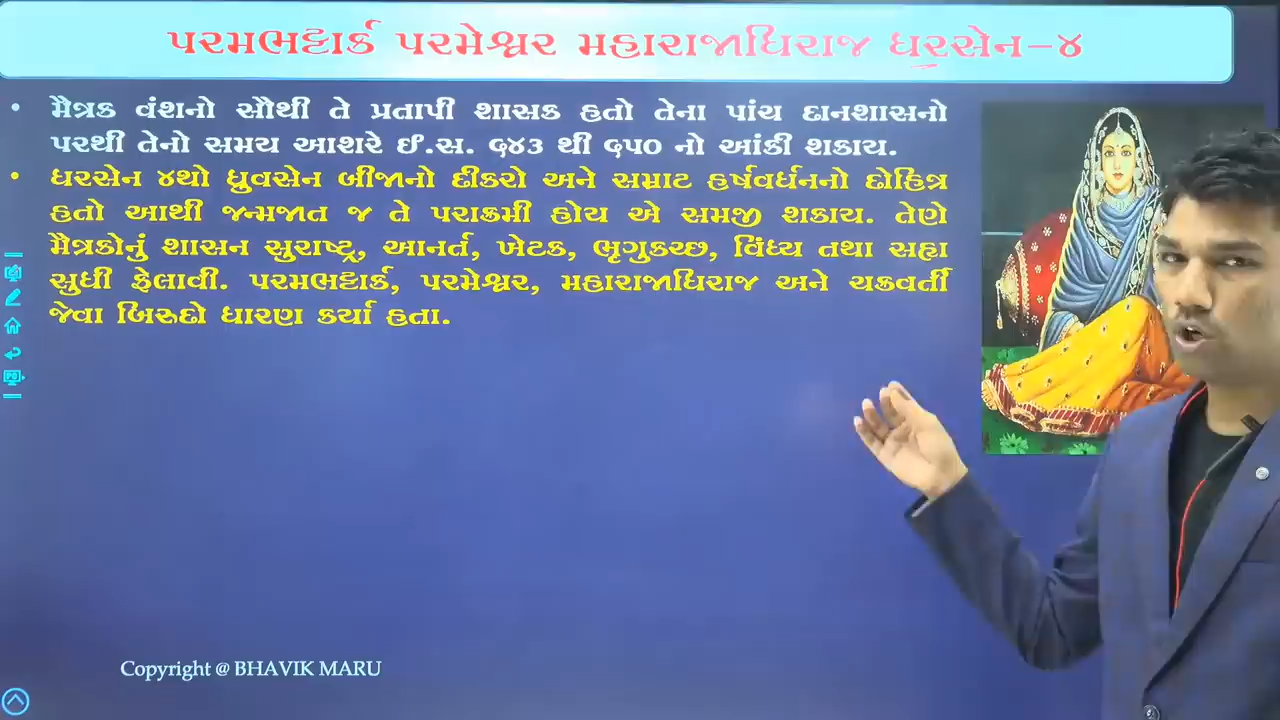 પરમભટ્ટાર્ક પરમેશ્વર મહારાજાધિરાજ ધરસેન–૪
• મૈત્રક વંશનો સૌથી તે પ્રતાપી શાસક હતો તેના પાંચ દાનશાસનો
પરથી તેનો સમય આશરે ઈ.સ. ૬૪૩ થી ૬૫૦ નો આંકી શકાય.
• ધરસેન ૪થો ધ્રુવસેન બીજાનો દીકરો અને સમ્રાટ હર્ષવર્ધનનો દોહિત્ર
હતો આથી જન્મજાત જ તે પરાક્રમી હોય એ સમજી શકાય. તેણે
મૈત્રકોનું શાસન સુરાષ્ટ્ર, આનર્ત, ખેટક, ભૃગુકચ્છ, વિંધ્ય તથા સહ્રા
સુધી ફેલાવી. પરમભટ્ટાર્ક, પરમેશ્વર, મહારાજાધિરાજ અને ચક્રવર્તી
જેવા બિરુદો ધારણ કર્યા હતા.
Copyright @ BHAVIK MARU